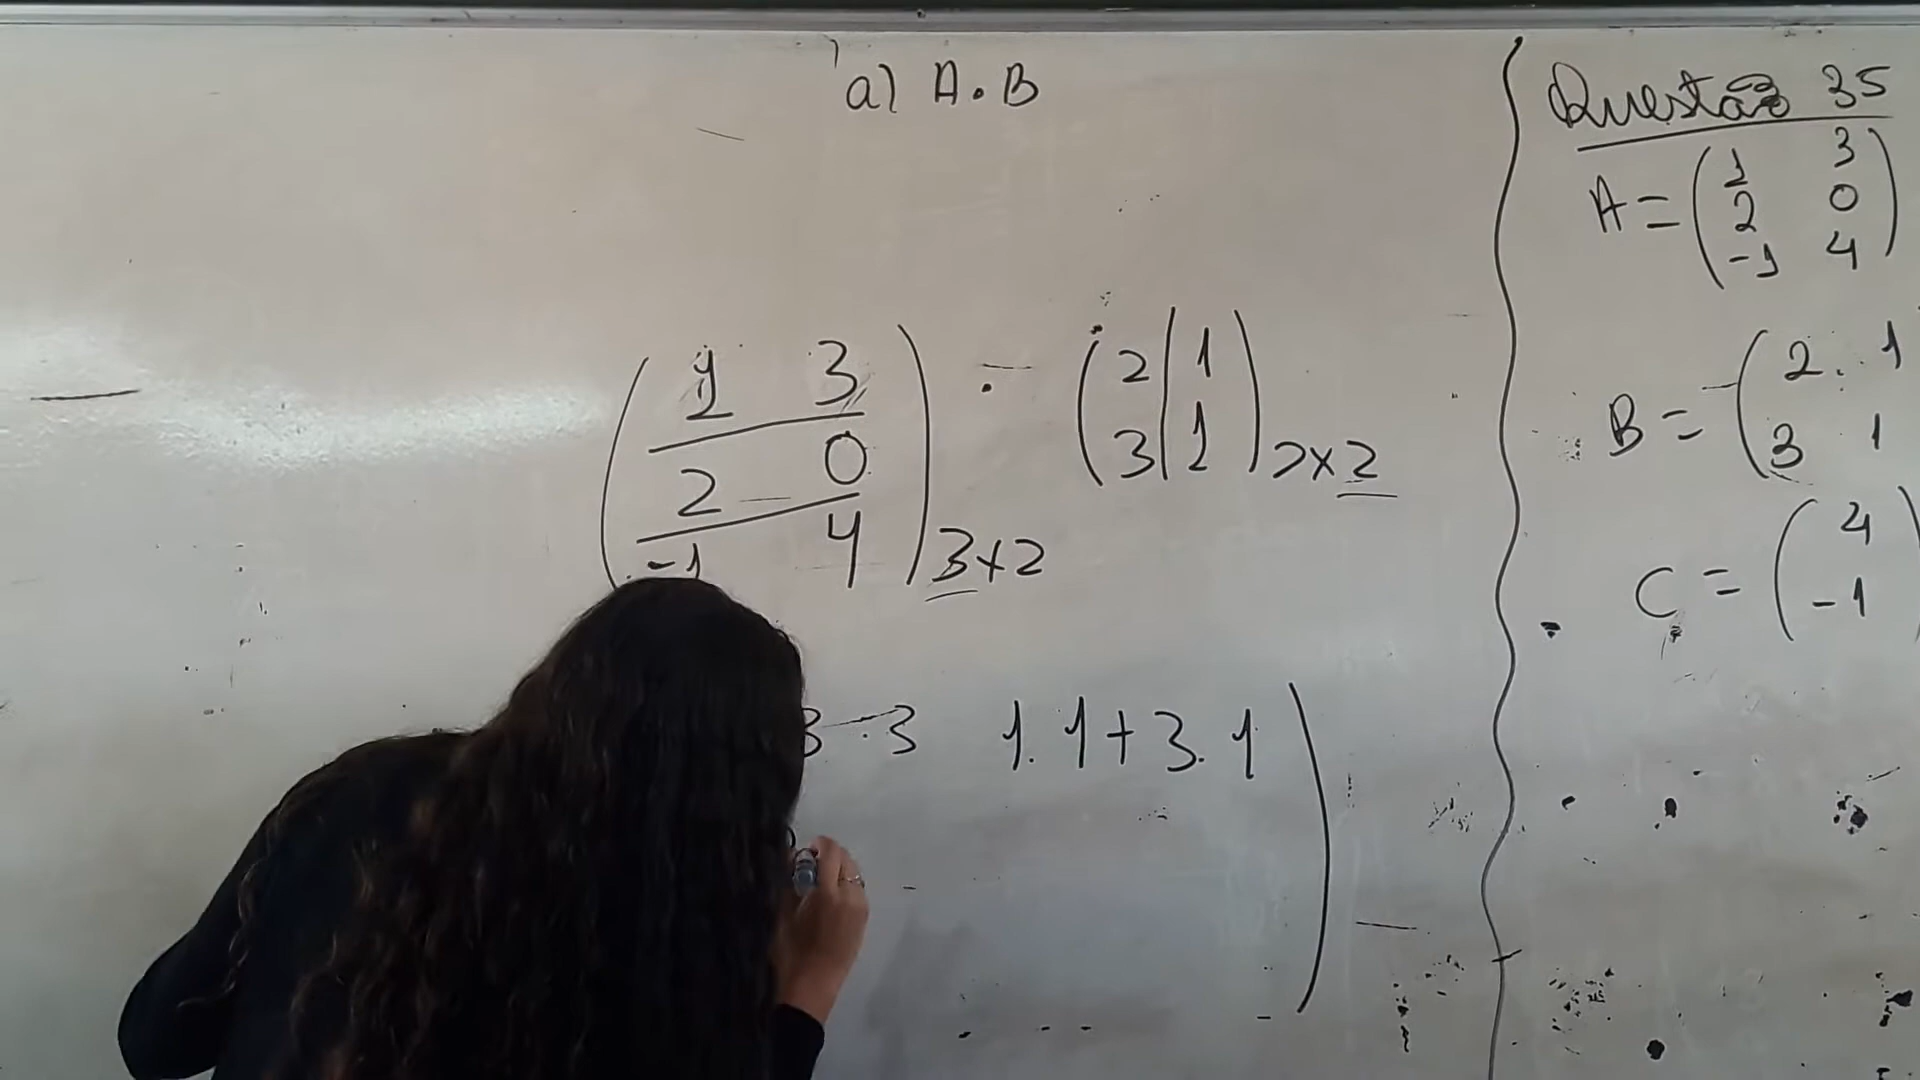 a) A.B
1 3
2 0
-1 4
3x2
.
2 1
3 1
2x2
3 . 3 1.1+3.1
Questão 35
A = 1 3
2 0
-1 4
B = 2 1
3 1
C = 4
-1